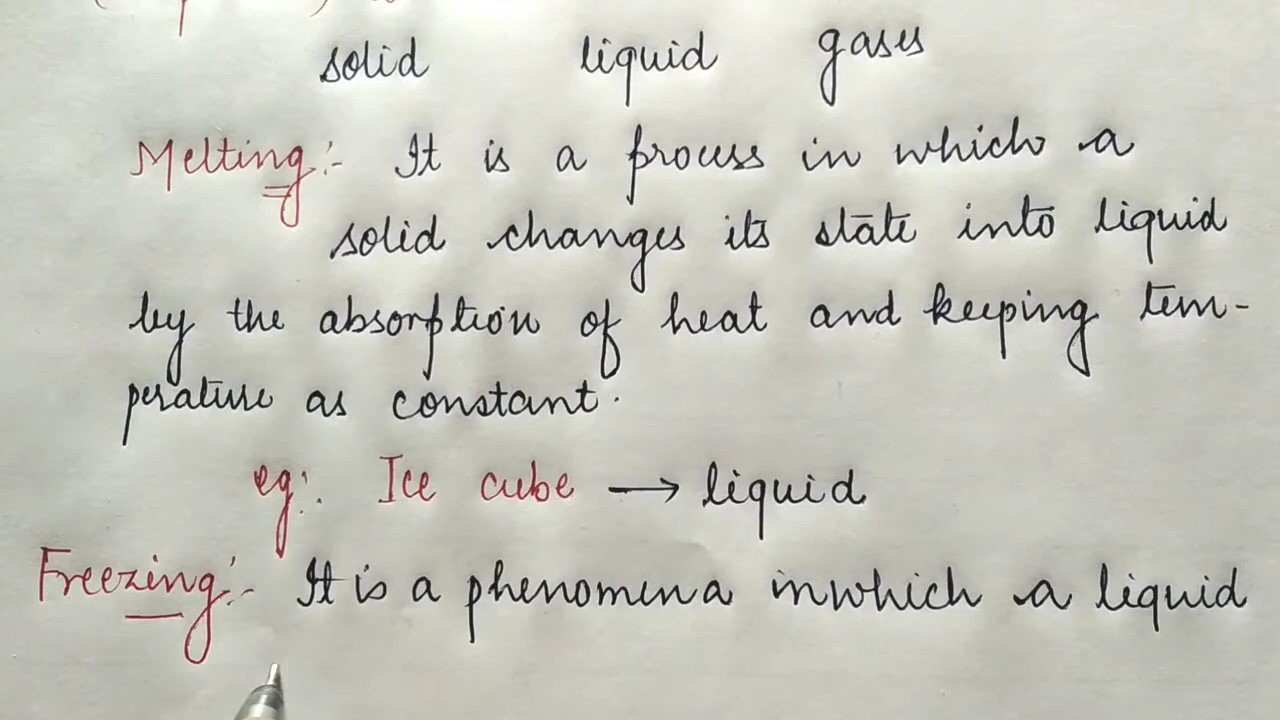 solid liquid gases
Melting:- It is a process in which a
solid changes its state into liquid
by the absorption of heat and keeping tem-
perature as constant.
eg:. Ice cube → liquid
Freezing:- It is a phenomena inwhich a liquid